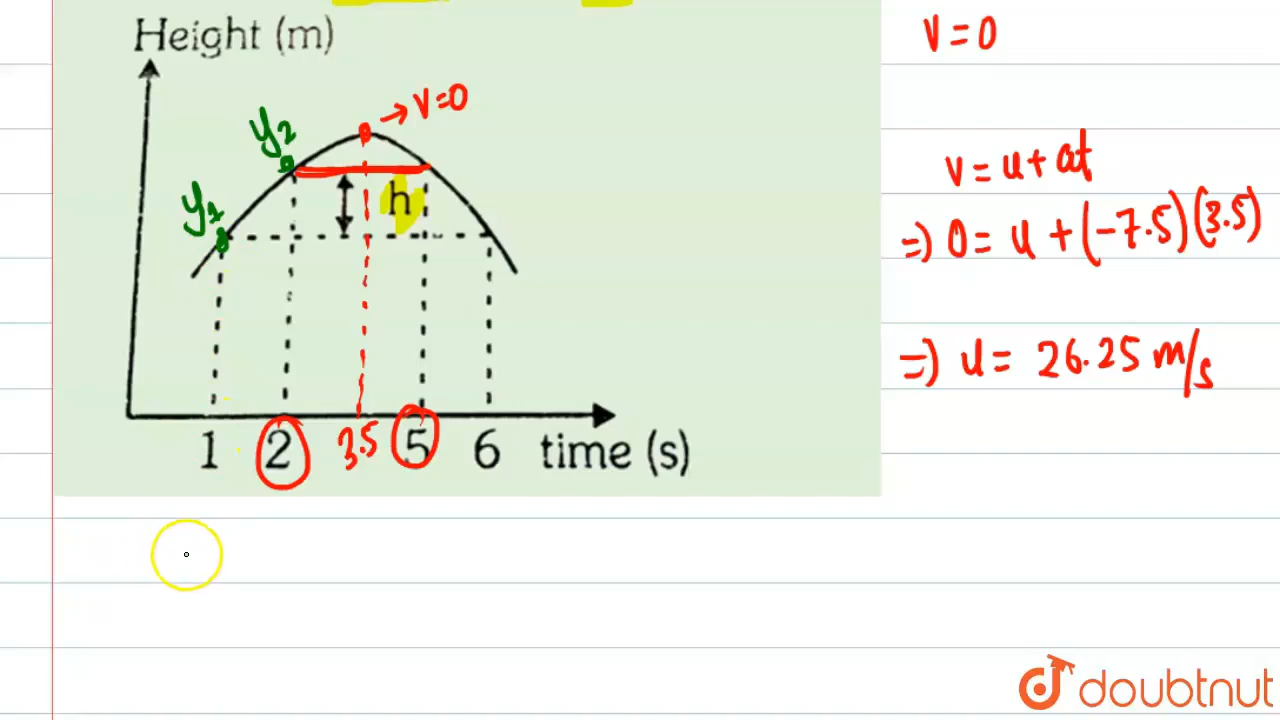 Height (m)
V = 0
y2
→ V=0
V = u + at
y1
h
⇒) 0 = u + (-7.5)(3.5)
⇒) u = 26.25 m/s
1 2 3.5 5 6 time (s)
doubtnut